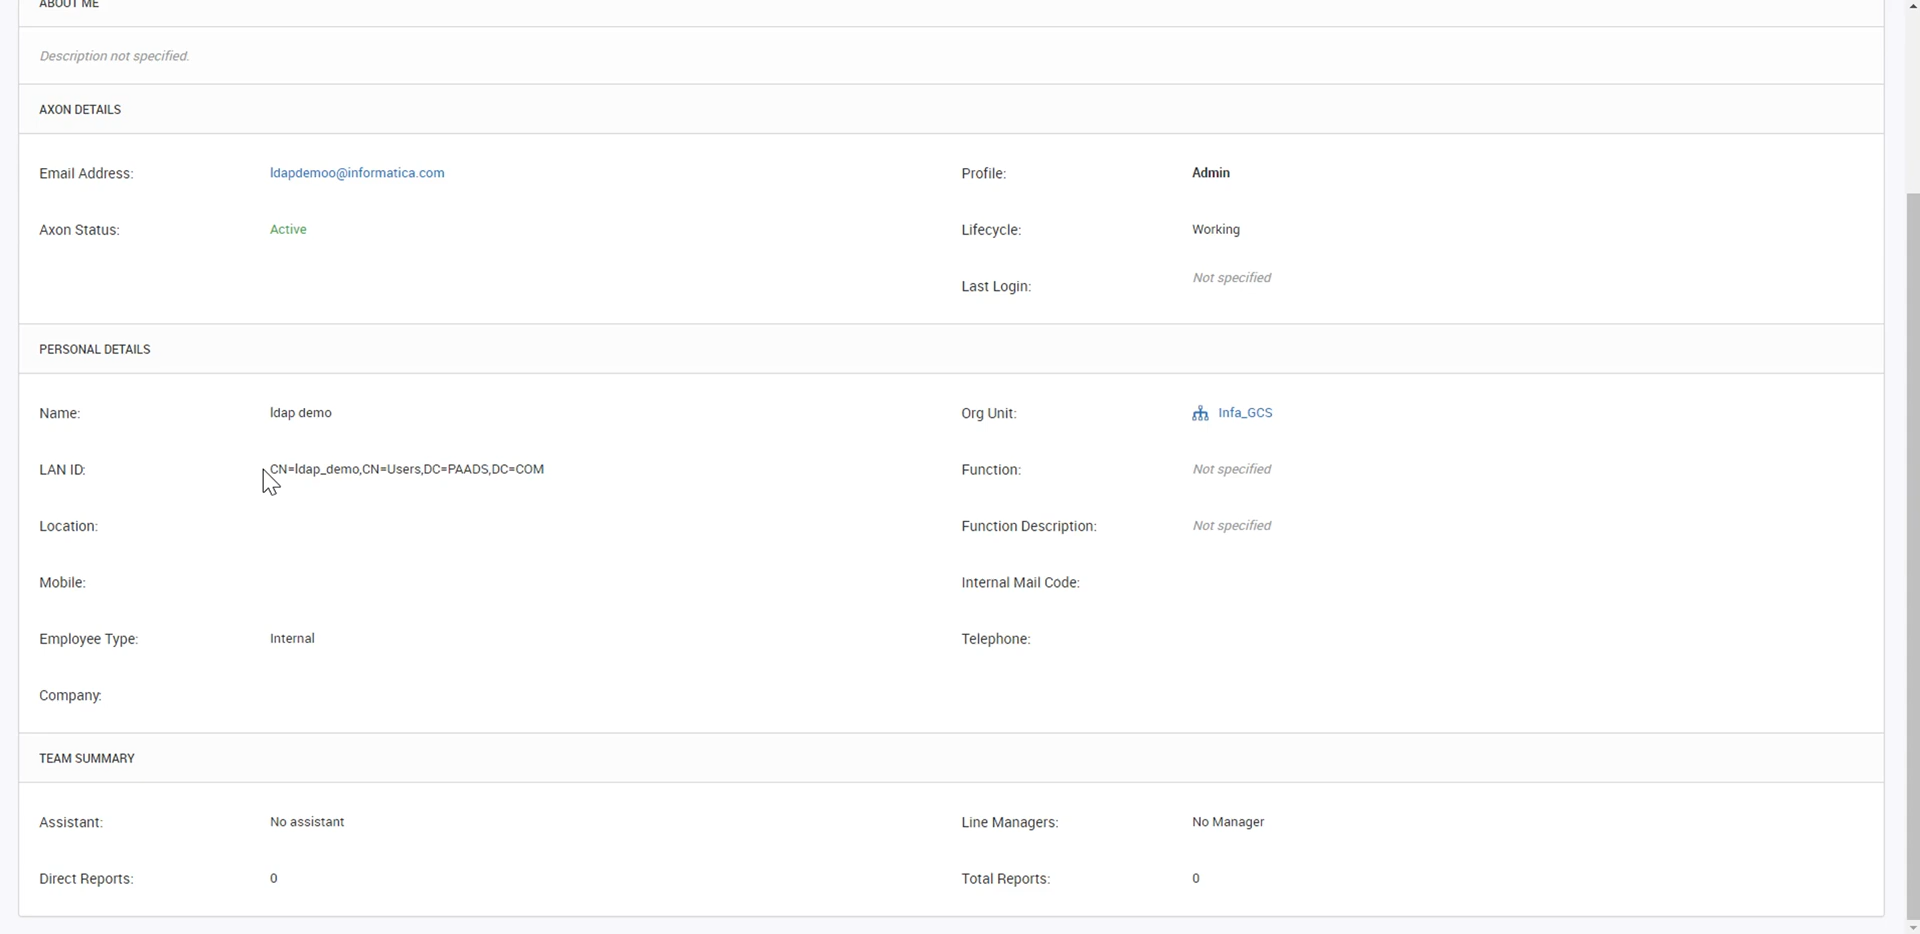 ABOUT ME
Description not specified.
AXON DETAILS
Email Address: ldapdemoo@informatica.com Profile: Admin
Axon Status: Active Lifecycle: Working
Last Login: Not specified
PERSONAL DETAILS
Name: ldap demo Org Unit: Infa_GCS
LAN ID: CN=ldap_demo,CN=Users,DC=PAADS,DC=COM Function: Not specified
Location: Function Description: Not specified
Mobile: Internal Mail Code:
Employee Type: Internal Telephone:
Company:
TEAM SUMMARY
Assistant: No assistant Line Managers: No Manager
Direct Reports: 0 Total Reports: 0